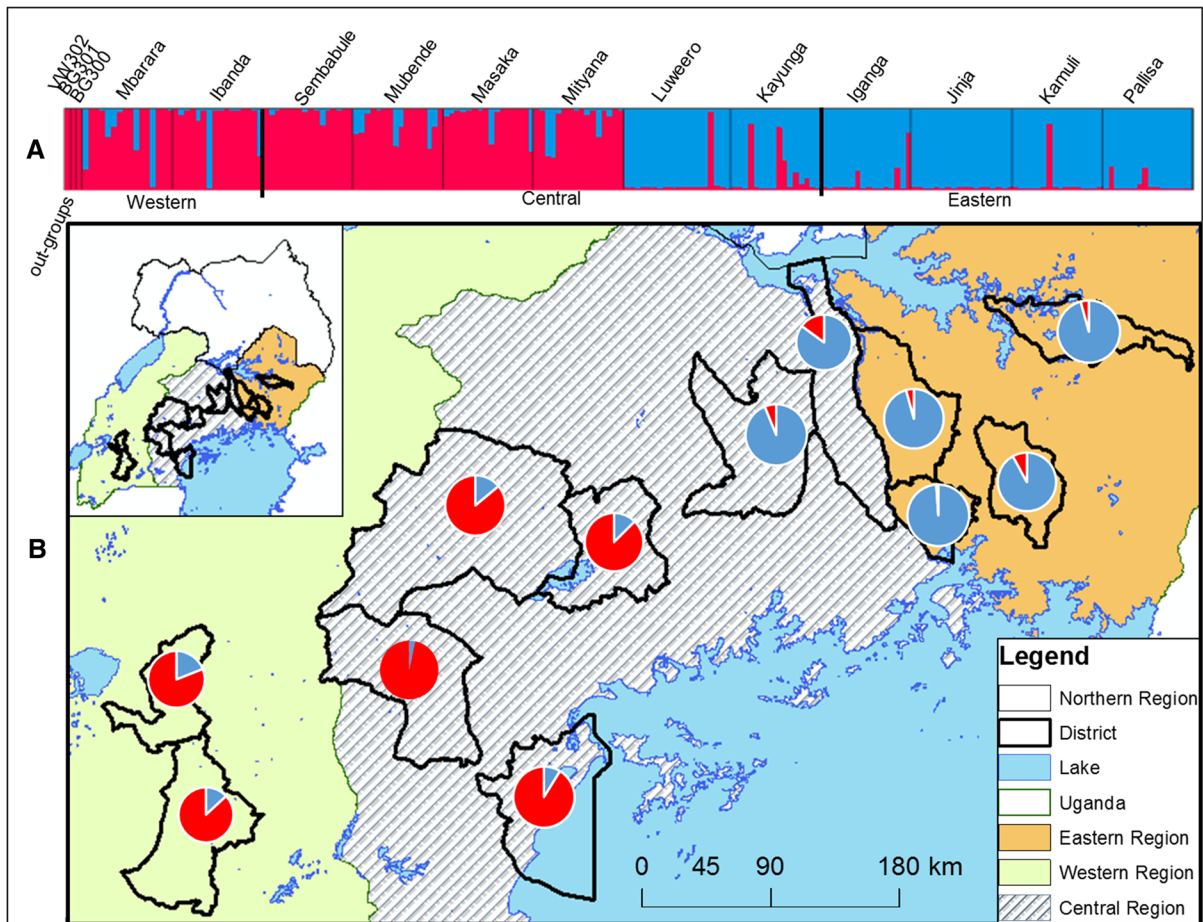 VW302
BG301
BG300
Mbarara
Ibanda
Sembabule
Mubende
Masaka
Mityana
Luweero
Kayunga
Iganga
Jinja
Kamuli
Pallisa
A
Western
Central
Eastern
out-groups
B
0 45 90 180 km
Legend
Northern Region
District
Lake
Uganda
Eastern Region
Western Region
Central Region